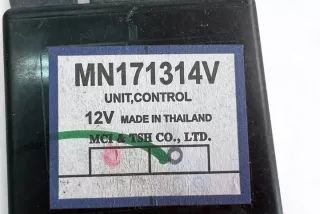 MN171314V
UNIT,CONTROL
12V MADE IN THAILAND
MCI & TSH CO., LTD.